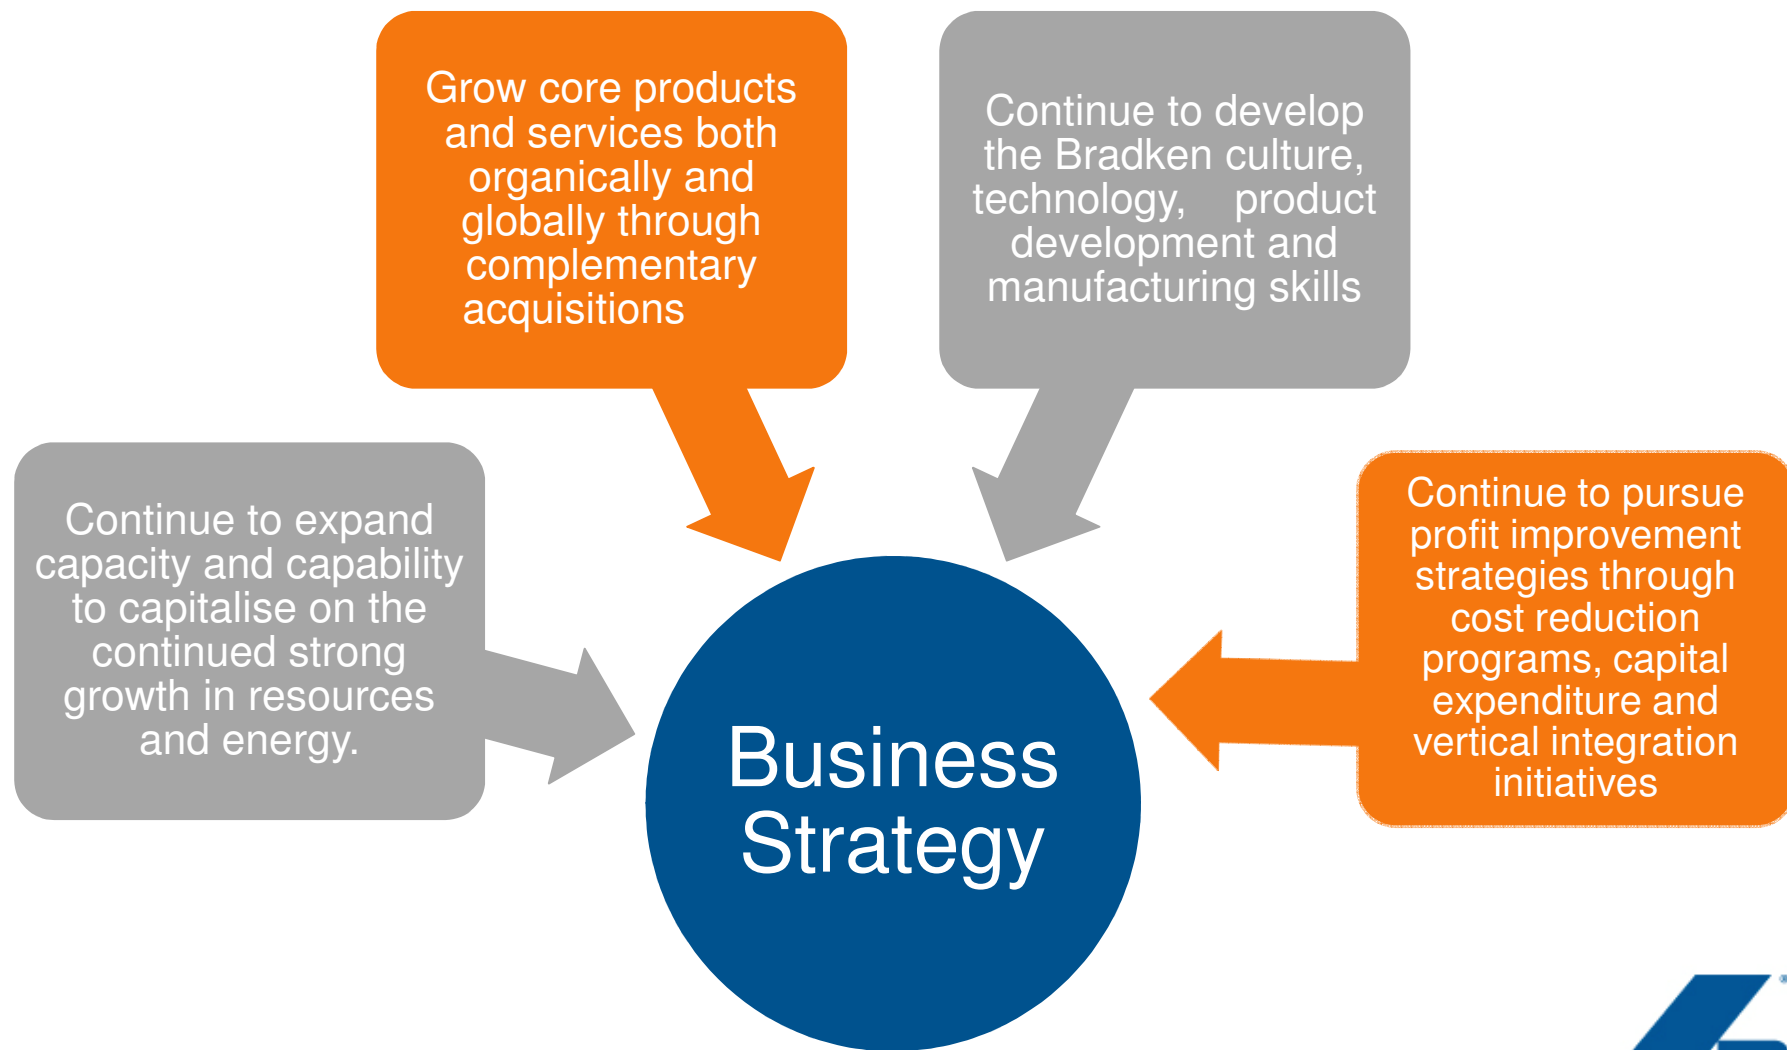 Grow core products
and services both
organically and
globally through
complementary
acquisitions
Continue to develop
the Bradken culture,
technology, product
development and
manufacturing skills
Continue to expand
capacity and capability
to capitalise on the
continued strong
growth in resources
and energy.
Continue to pursue
profit improvement
strategies through
cost reduction
programs, capital
expenditure and
vertical integration
initiatives
Business
Strategy